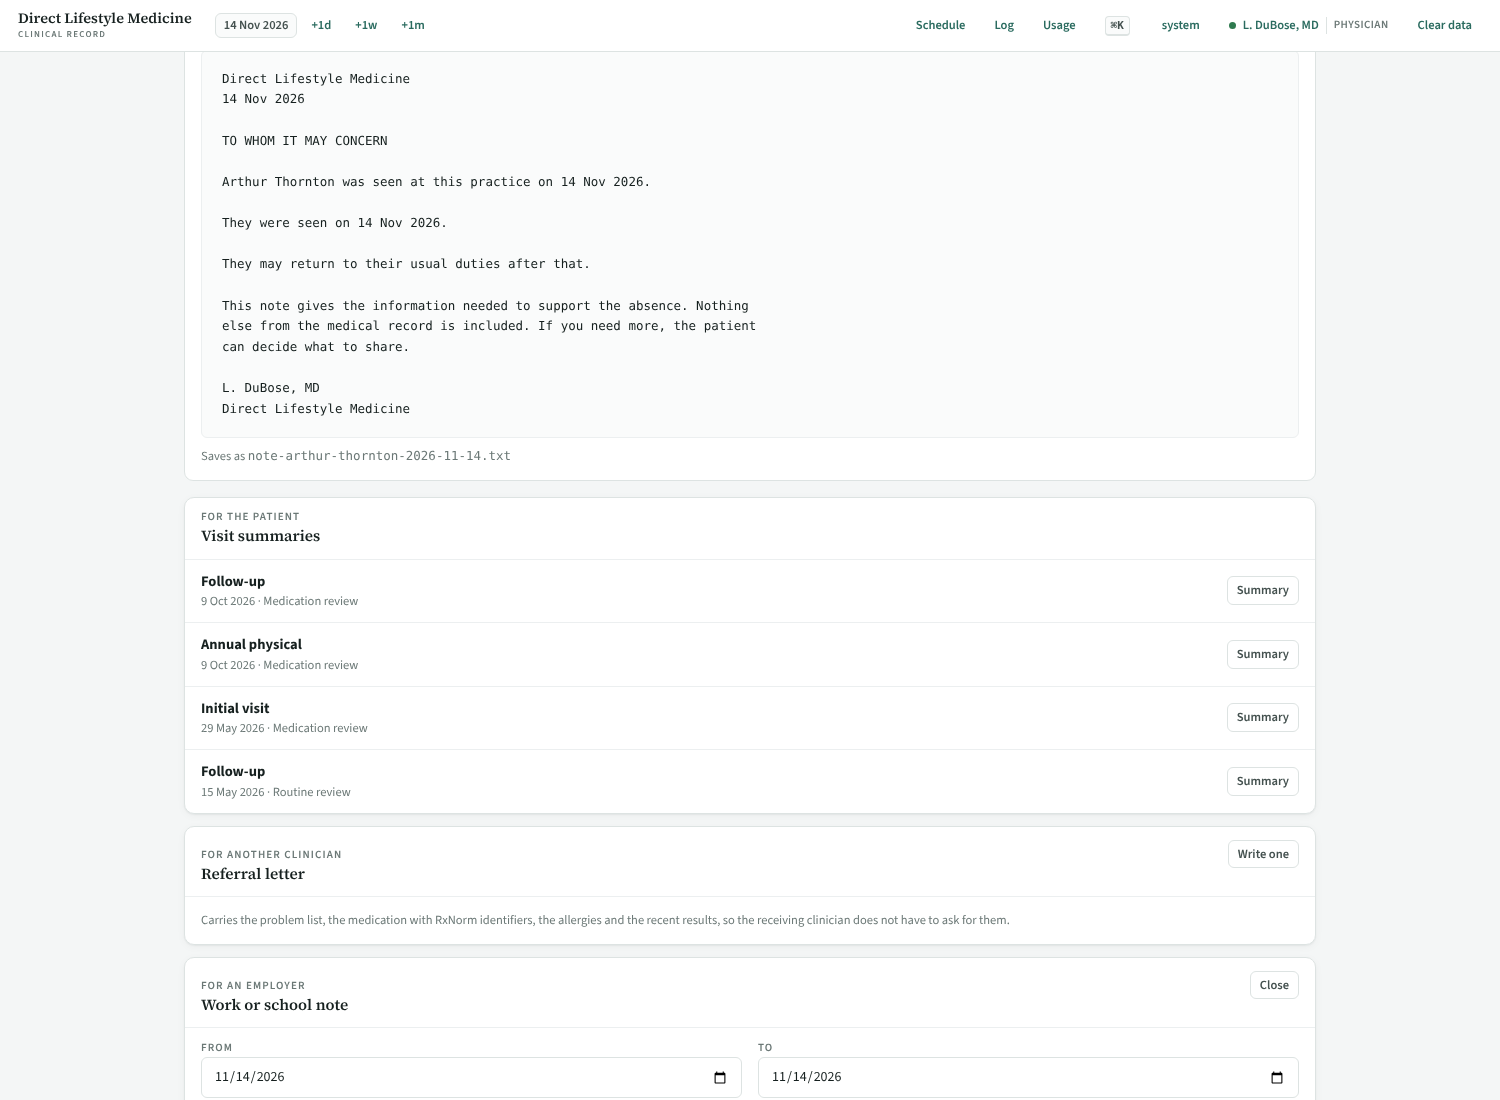 Direct Lifestyle Medicine
CLINICAL RECORD
14 Nov 2026
+1d
+1w
+1m
Schedule
Log
Usage
⌘K
system
L. DuBose, MD
PHYSICIAN
Clear data
Direct Lifestyle Medicine
14 Nov 2026
TO WHOM IT MAY CONCERN
Arthur Thornton was seen at this practice on 14 Nov 2026.
They were seen on 14 Nov 2026.
They may return to their usual duties after that.
This note gives the information needed to support the absence. Nothing
else from the medical record is included. If you need more, the patient
can decide what to share.
L. DuBose, MD
Direct Lifestyle Medicine
Saves as note-arthur-thornton-2026-11-14.txt
FOR THE PATIENT
Visit summaries
Follow-up
9 Oct 2026 · Medication review
Summary
Annual physical
9 Oct 2026 · Medication review
Summary
Initial visit
29 May 2026 · Medication review
Summary
Follow-up
15 May 2026 · Routine review
Summary
FOR ANOTHER CLINICIAN
Referral letter
Write one
Carries the problem list, the medication with RxNorm identifiers, the allergies and the recent results, so the receiving clinician does not have to ask for them.
FOR AN EMPLOYER
Work or school note
Close
FROM
11/14/2026
TO
11/14/2026